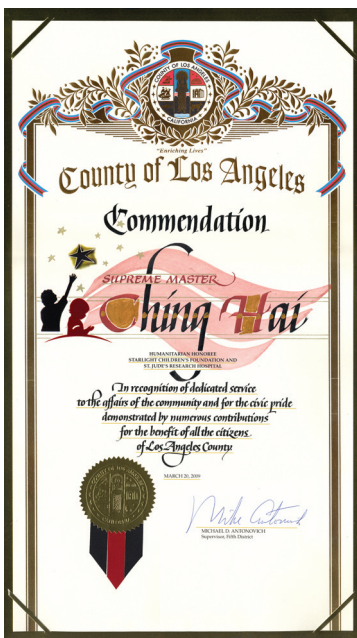 COUNTY OF LOS ANGELES
CALIFORNIA
"Enriching Lives"
County of Los Angeles
Commendation
SUPREME MASTER
Ching Hai
HUMANITARIAN HONOREE
STARLIGHT CHILDREN'S FOUNDATION AND
ST. JUDE'S RESEARCH HOSPITAL
In recognition of dedicated service
to the affairs of the community and for the civic pride
demonstrated by numerous contributions
for the benefit of all the citizens
of Los Angeles County
MARCH 20, 2009
Mike Antonovich
MICHAEL D. ANTONOVICH
Supervisor, Fifth District